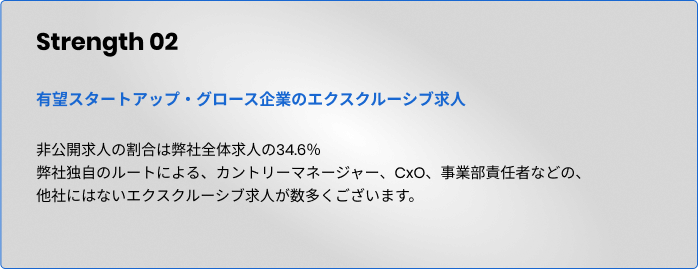 Strength 02
有望スタートアップ・グロース企業のエクスクルーシブ求人
非公開求人の割合は弊社全体求人の34.6%
弊社独自のルートによる、カントリーマネージャー、CxO、事業部責任者などの、
他社にはないエクスクルーシブ求人が数多くございます。